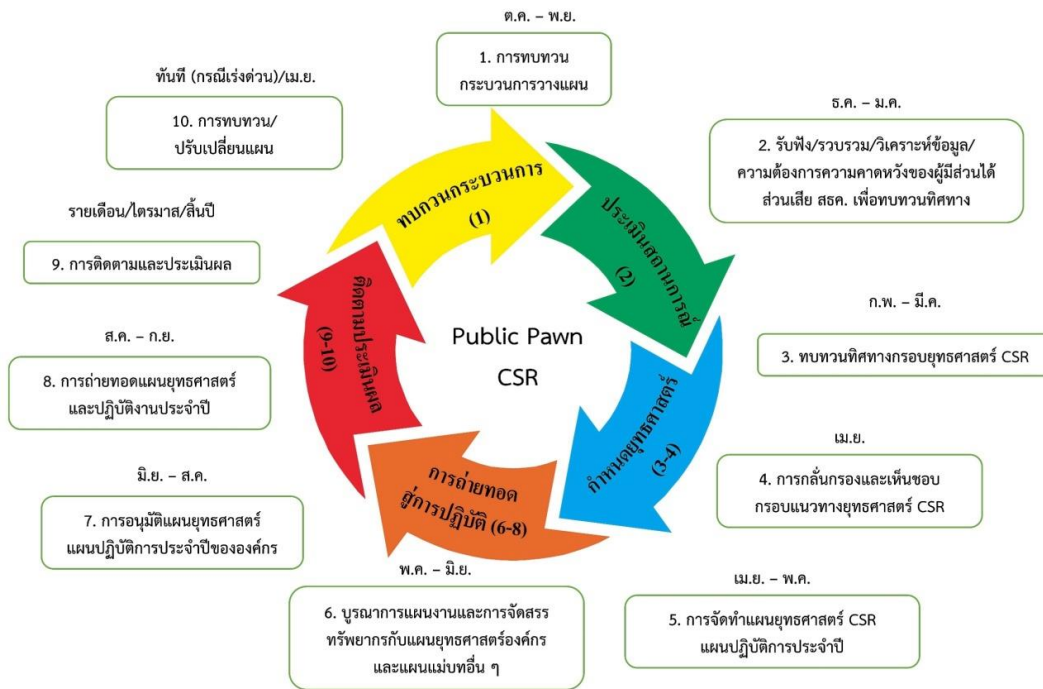 ต.ค. – พ.ย.
1. การทบทวน
กระบวนการวางแผน
ธ.ค. – ม.ค.
2. รับฟัง/รวบรวม/วิเคราะห์ข้อมูล/
ความต้องการความคาดหวังของผู้มีส่วนได้
ส่วนเสีย สธค. เพื่อทบทวนทิศทาง
ก.พ. – มี.ค.
3. ทบทวนทิศทางกรอบยุทธศาสตร์ CSR
เม.ย.
4. การกลั่นกรองและเห็นชอบ
กรอบแนวทางยุทธศาสตร์ CSR
เม.ย. – พ.ค.
5. การจัดทำแผนยุทธศาสตร์ CSR
แผนปฏิบัติการประจำปี
พ.ค. – มิ.ย.
6. บูรณาการแผนงานและการจัดสรร
ทรัพยากรกับแผนยุทธศาสตร์องค์กร
และแผนแม่บทอื่น ๆ
มิ.ย. – ส.ค.
7. การอนุมัติแผนยุทธศาสตร์
แผนปฏิบัติการประจำปีขององค์กร
ส.ค. – ก.ย.
8. การถ่ายทอดแผนยุทธศาสตร์
และปฏิบัติงานประจำปี
รายเดือน/ไตรมาส/สิ้นปี
9. การติดตามและประเมินผล
ทันที (กรณีเร่งด่วน)/เม.ย.
10. การทบทวน/
ปรับเปลี่ยนแผน
ทบทวนกระบวนการ
(1)
ประเมินสถานการณ์
(2)
กำหนดยุทธศาสตร์
(3-4)
การถ่ายทอด
สู่การปฏิบัติ (6-8)
ติดตามประเมินผล
(9-10)
Public Pawn
CSR